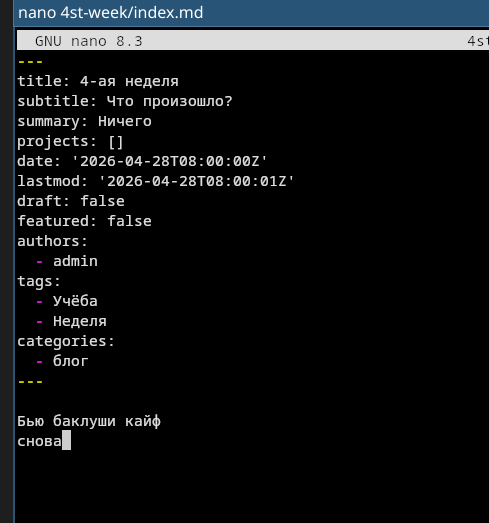 nano 4st-week/index.md
GNU nano 8.3 4st
---
title: 4-ая неделя
subtitle: Что произошло?
summary: Ничего
projects: []
date: '2026-04-28T08:00:00Z'
lastmod: '2026-04-28T08:00:01Z'
draft: false
featured: false
authors:
  - admin
tags:
  - Учёба
  - Неделя
categories:
  - блог
---
Бью баклуши кайф
снова